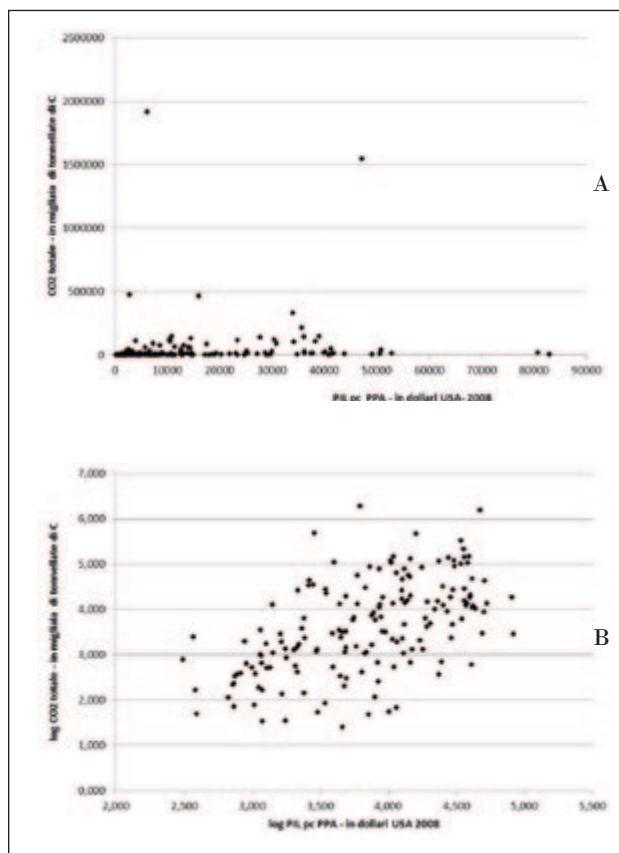 2500000
2000000
1500000
1000000
500000
0
CO2 totale - in migliaia di tonnellate di C
0 10000 20000 30000 40000 50000 60000 70000 80000 90000
PIL pc PPA - in dollari USA- 2008
A
7,000
6,000
5,000
4,000
3,000
2,000
1,000
0,000
log CO2 totale - in migliaia di tonnellate di C
2,000 2,500 3,000 3,500 4,000 4,500 5,000 5,500
log PIL pc PPA - in dollari USA 2008
B